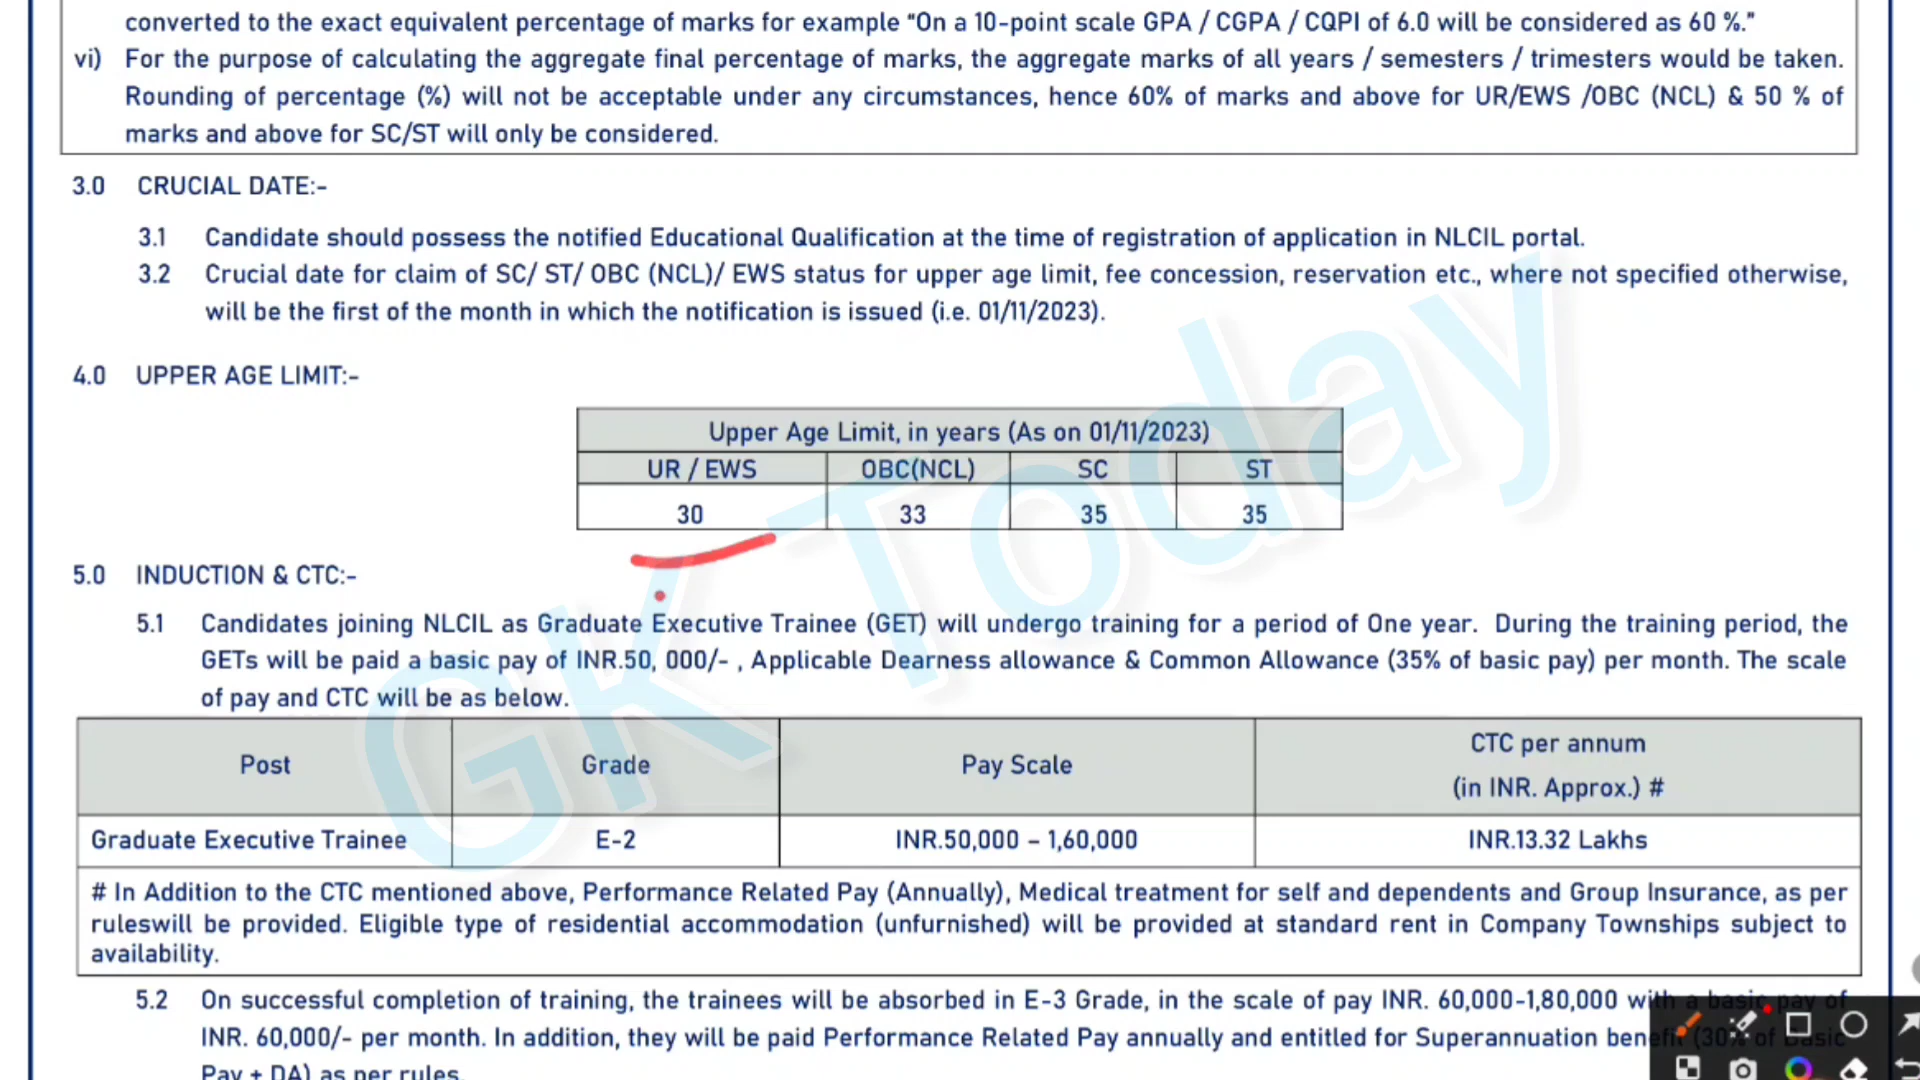 converted to the exact equivalent percentage of marks for example “On a 10-point scale GPA / CGPA / CQPI of 6.0 will be considered as 60 %.”
vi) For the purpose of calculating the aggregate final percentage of marks, the aggregate marks of all years / semesters / trimesters would be taken.
Rounding of percentage (%) will not be acceptable under any circumstances, hence 60% of marks and above for UR/EWS /OBC (NCL) & 50 % of
marks and above for SC/ST will only be considered.
3.0 CRUCIAL DATE:-
3.1 Candidate should possess the notified Educational Qualification at the time of registration of application in NLCIL portal.
3.2 Crucial date for claim of SC/ ST/ OBC (NCL)/ EWS status for upper age limit, fee concession, reservation etc., where not specified otherwise,
will be the first of the month in which the notification is issued (i.e. 01/11/2023).
4.0 UPPER AGE LIMIT:-
Upper Age Limit, in years (As on 01/11/2023)
UR / EWS OBC(NCL) SC ST
30 33 35 35
5.0 INDUCTION & CTC:-
5.1 Candidates joining NLCIL as Graduate Executive Trainee (GET) will undergo training for a period of One year. During the training period, the
GETs will be paid a basic pay of INR.50, 000/- , Applicable Dearness allowance & Common Allowance (35% of basic pay) per month. The scale
of pay and CTC will be as below.
Post Grade Pay Scale CTC per annum
(in INR. Approx.) #
Graduate Executive Trainee E-2 INR.50,000 – 1,60,000 INR.13.32 Lakhs
# In Addition to the CTC mentioned above, Performance Related Pay (Annually), Medical treatment for self and dependents and Group Insurance, as per
ruleswill be provided. Eligible type of residential accommodation (unfurnished) will be provided at standard rent in Company Townships subject to
availability.
5.2 On successful completion of training, the trainees will be absorbed in E-3 Grade, in the scale of pay INR. 60,000-1,80,000 with a basic pay of
INR. 60,000/- per month. In addition, they will be paid Performance Related Pay annually and entitled for Superannuation benefit (30% of Basic
Pay + DA) as per rules.
GK Today